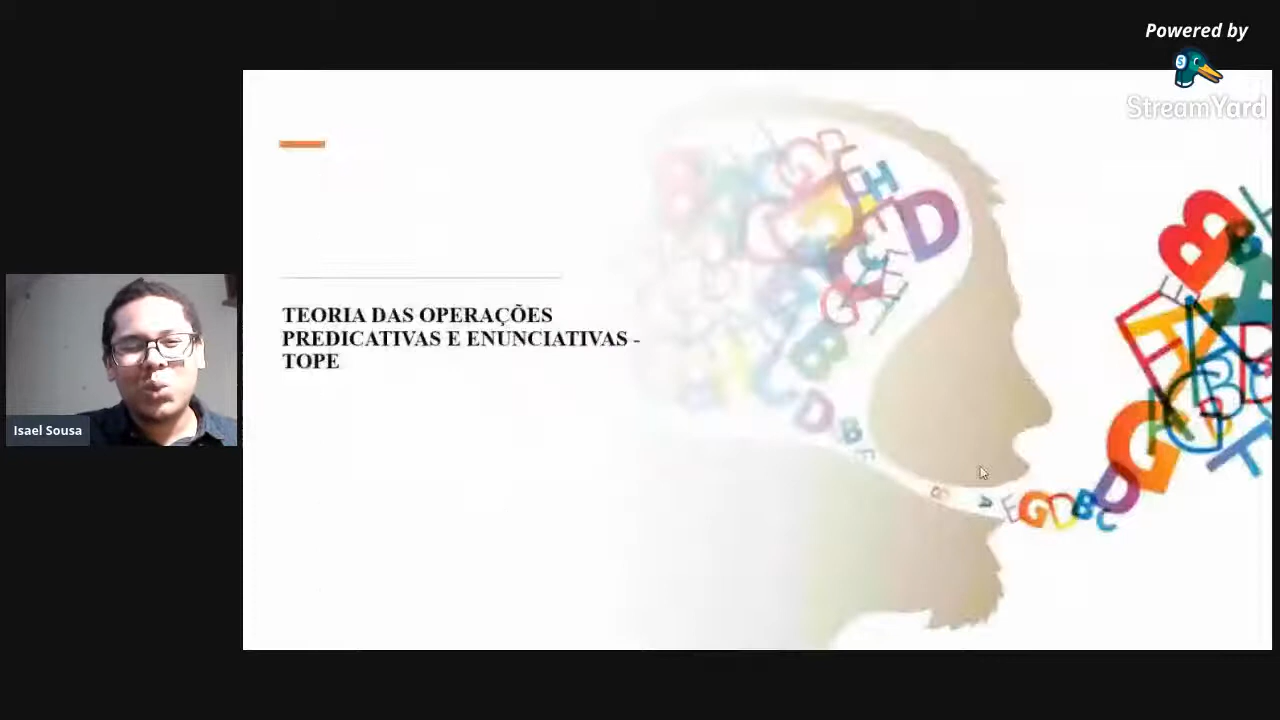 Powered by
StreamYard
TEORIA DAS OPERAÇÕES
PREDICATIVAS E ENUNCIATIVAS -
TOPE
Isael Sousa